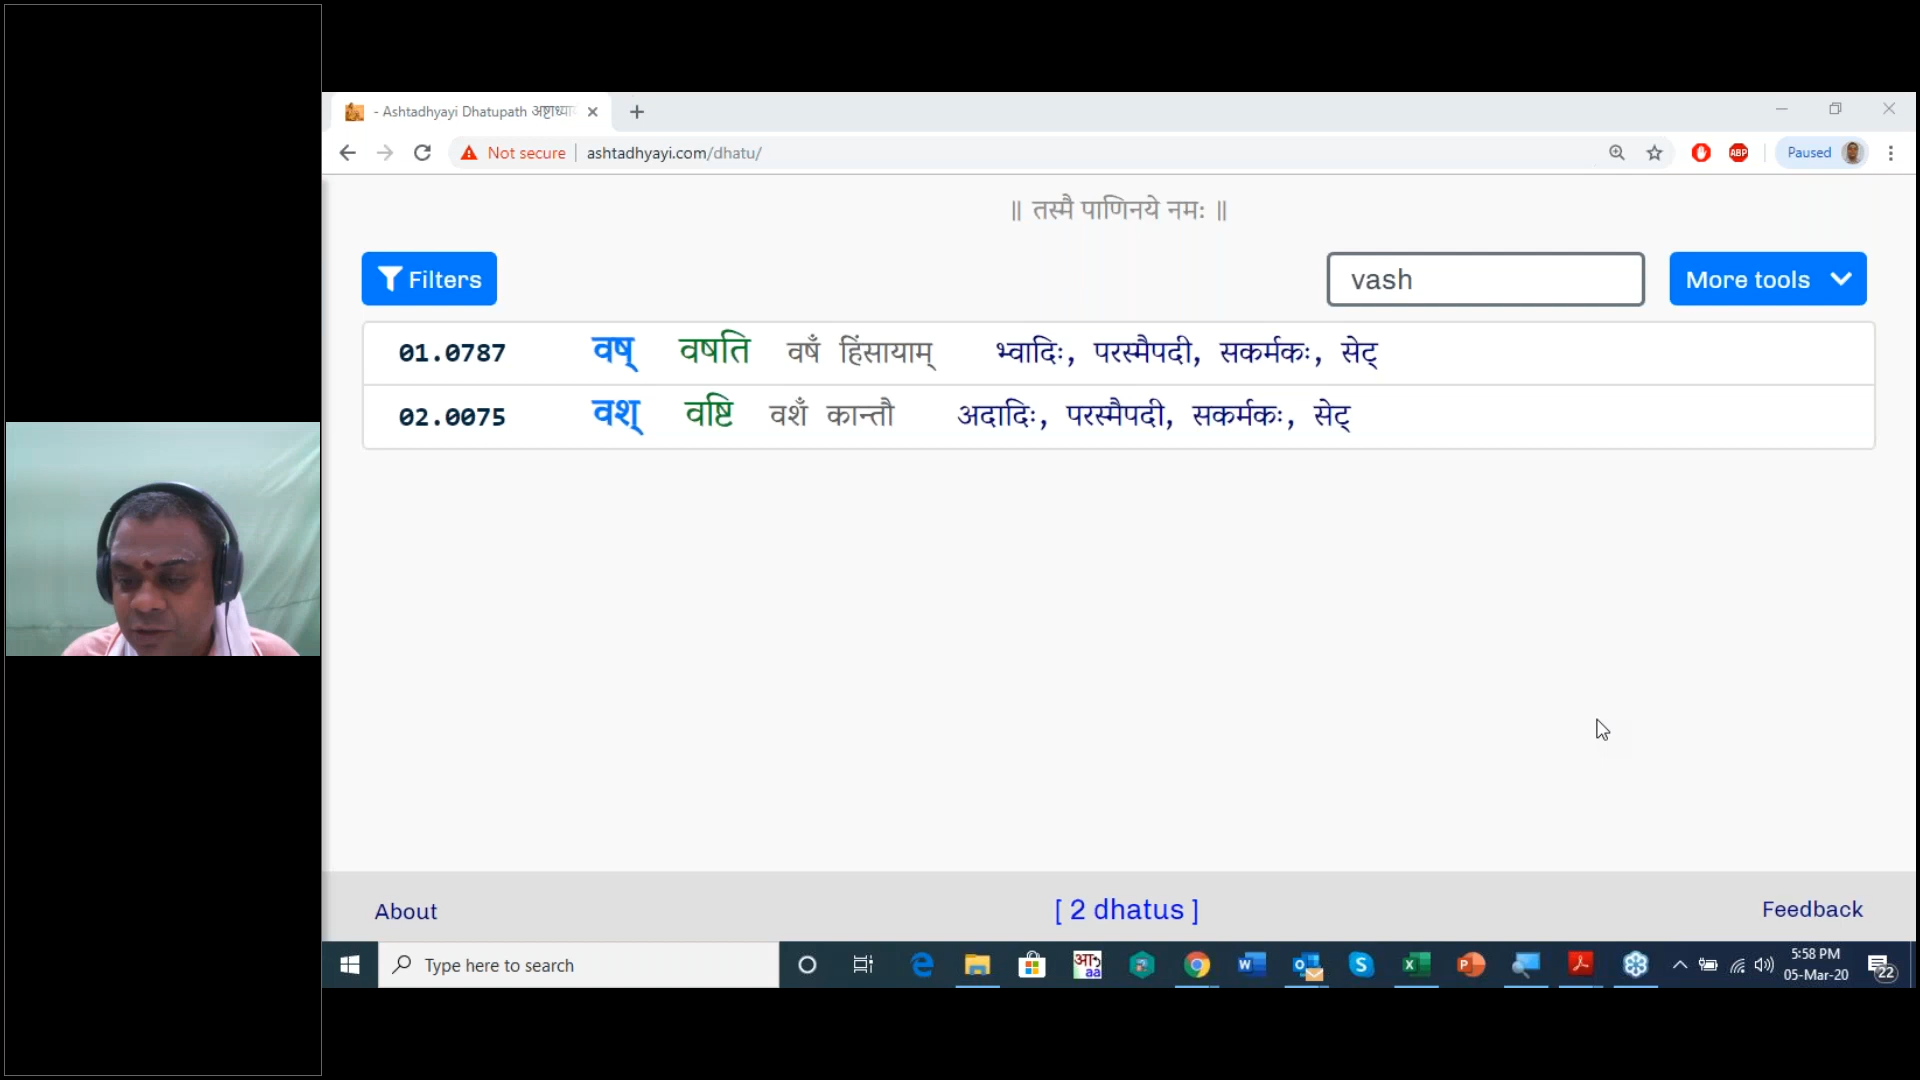 - Ashtadhyayi Dhatupath
Not secure
ashtadhyayi.com/dhatu/
ABP
Paused
॥ तस्मै पाणिनये नमः ॥
Filters
vash
More tools
01.0787 वष् वषति वषँ हिंसायाम् भ्वादिः, परस्मैपदी, सकर्मकः, सेट्
02.0075 वश् वष्टि वशँ कान्तौ अदादिः, परस्मैपदी, सकर्मकः, सेट्
About
[ 2 dhatus ]
Feedback
Type here to search
5:58 PM
05-Mar-20
22